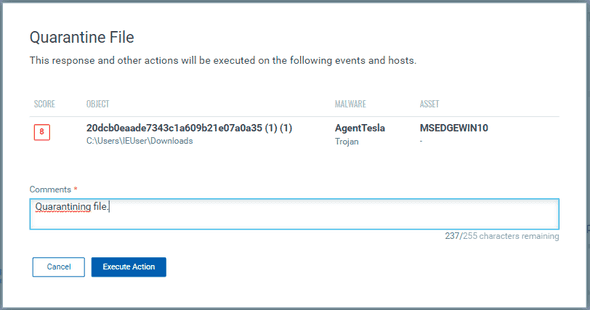 Quarantine File
This response and other actions will be executed on the following events and hosts.
SCORE OBJECT MALWARE ASSET
8 20dcb0eaade7343c1a609b21e07a0a35 (1) (1) AgentTesla MSEDGEWIN10
C:\Users\IEUser\Downloads Trojan -
Comments *
Quarantining file.
237/255 characters remaining
Cancel Execute Action